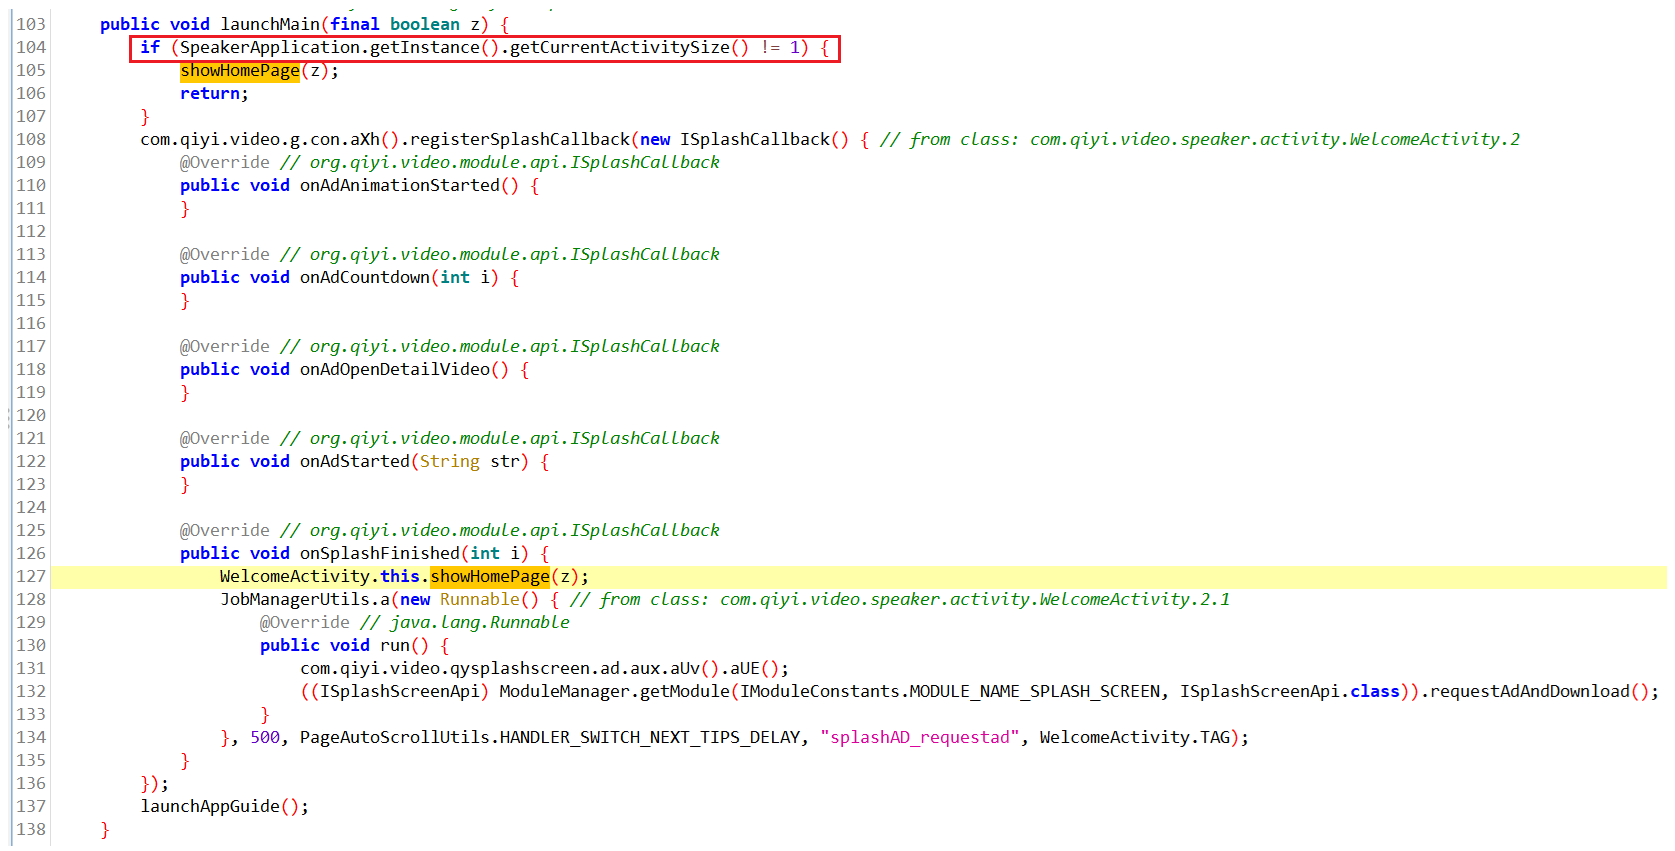 103 public void launchMain(final boolean z) {
104 if (SpeakerApplication.getInstance().getCurrentActivitySize() != 1) {
105 showHomePage(z);
106 return;
107 }
108 com.qiyi.video.g.con.aXh().registerSplashCallback(new ISplashCallback() { // from class: com.qiyi.video.speaker.activity.WelcomeActivity.2
109 @Override // org.qiyi.video.module.api.ISplashCallback
110 public void onAdAnimationStarted() {
111 }
112
113 @Override // org.qiyi.video.module.api.ISplashCallback
114 public void onAdCountdown(int i) {
115 }
116
117 @Override // org.qiyi.video.module.api.ISplashCallback
118 public void onAdOpenDetailVideo() {
119 }
120
121 @Override // org.qiyi.video.module.api.ISplashCallback
122 public void onAdStarted(String str) {
123 }
124
125 @Override // org.qiyi.video.module.api.ISplashCallback
126 public void onSplashFinished(int i) {
127 WelcomeActivity.this.showHomePage(z);
128 JobManagerUtils.a(new Runnable() { // from class: com.qiyi.video.speaker.activity.WelcomeActivity.2.1
129 @Override // java.lang.Runnable
130 public void run() {
131 com.qiyi.video.qysplashscreen.ad.aux.aUv().aUE();
132 ((ISplashScreenApi) ModuleManager.getModule(IModuleConstants.MODULE_NAME_SPLASH_SCREEN, ISplashScreenApi.class)).requestAdAndDownload();
133 }
134 }, 500, PageAutoScrollUtils.HANDLER_SWITCH_NEXT_TIPS_DELAY, "splashAD_requestad", WelcomeActivity.TAG);
135 }
136 });
137 launchAppGuide();
138 }